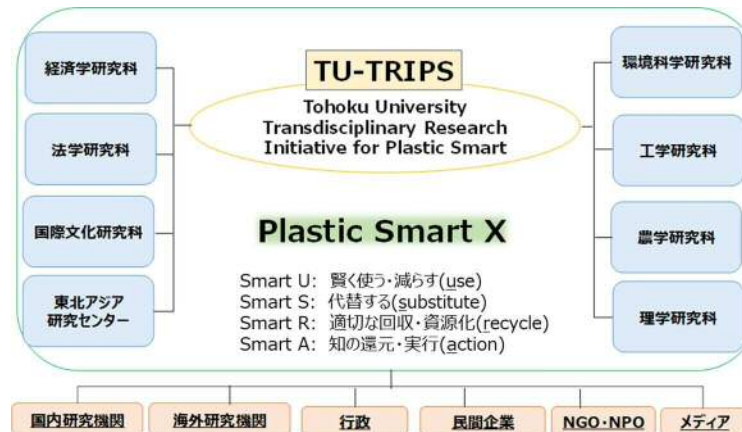 TU-TRIPS
Tohoku University
Transdisciplinary Research
Initiative for Plastic Smart
経済学研究科
法学研究科
国際文化研究科
東北アジア
研究センター
環境科学研究科
工学研究科
農学研究科
理学研究科
Plastic Smart X
Smart U: 賢く使う・減らす(use)
Smart S: 代替する(substitute)
Smart R: 適切な回収・資源化(recycle)
Smart A: 知の還元・実行(action)
国内研究機関
海外研究機関
行政
民間企業
NGO・NPO
メディア